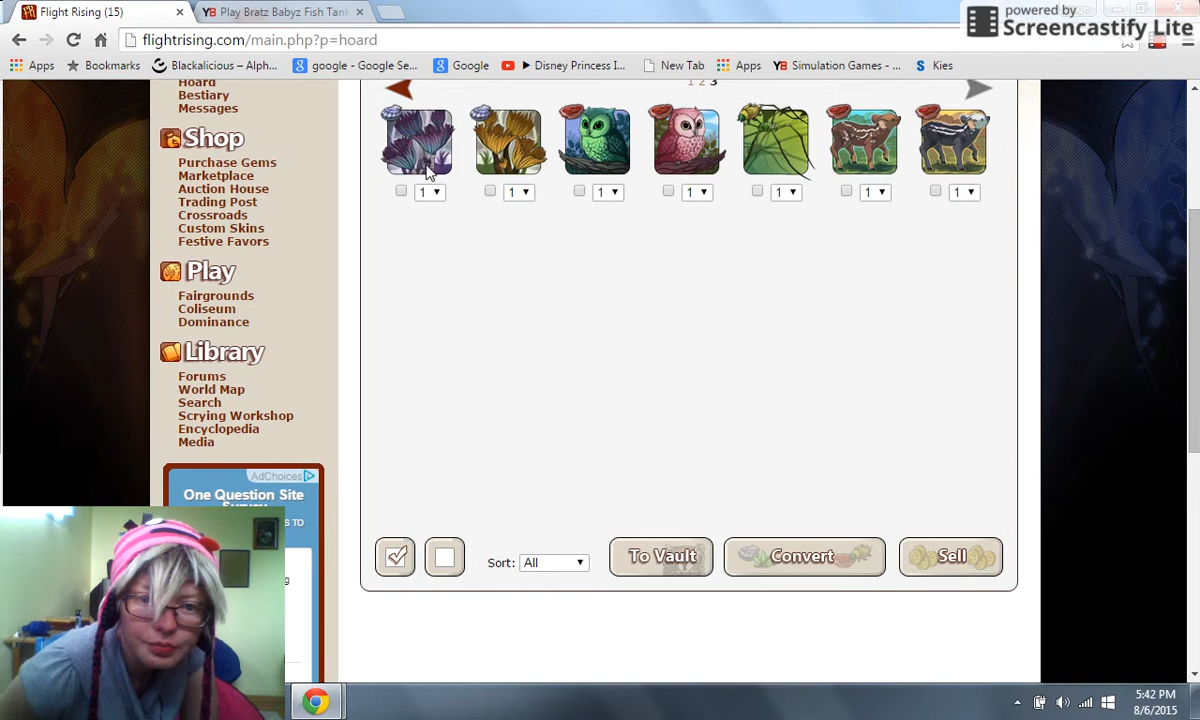 Flight Rising (15)
Play Bratz Babyz Fish Tank
powered by
Screencastify Lite
flightrising.com/main.php?p=hoard
Apps
Bookmarks
Blackalicious – Alph...
google - Google Se...
Google
Disney Princess I...
New Tab
Apps
Simulation Games - ...
Kies
Hoard
Bestiary
Messages
Shop
Purchase Gems
Marketplace
Auction House
Trading Post
Crossroads
Custom Skins
Festive Favors
Play
Fairgrounds
Coliseum
Dominance
Library
Forums
World Map
Search
Scrying Workshop
Encyclopedia
Media
1 2 3
1 1 1 1 1 1 1
AdChoices
One Question Site
Survey
S TO
Sort: All
To Vault
Convert
Sell
5:42 PM
8/6/2015